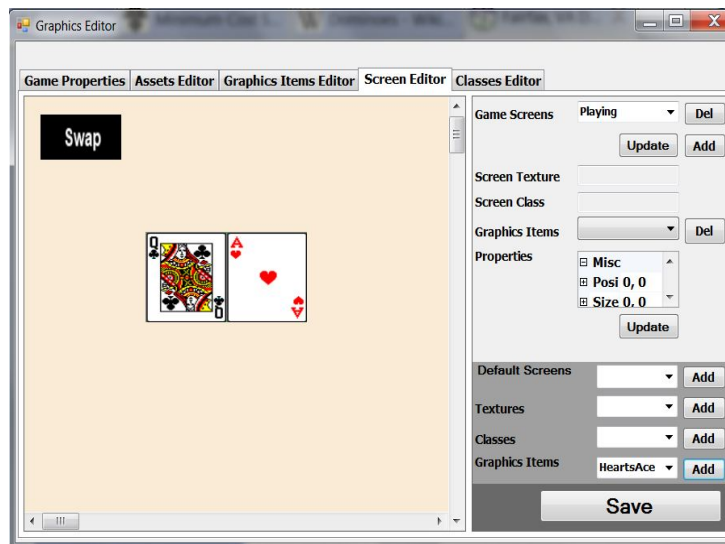 Graphics Editor
Game Properties Assets Editor Graphics Items Editor Screen Editor Classes Editor
Swap
Q A
Q A
Game Screens Playing Del
Update Add
Screen Texture
Screen Class
Graphics Items Del
Properties Misc
Posi 0, 0
Size 0, 0
Update
Default Screens Add
Textures Add
Classes Add
Graphics Items HeartsAce Add
Save